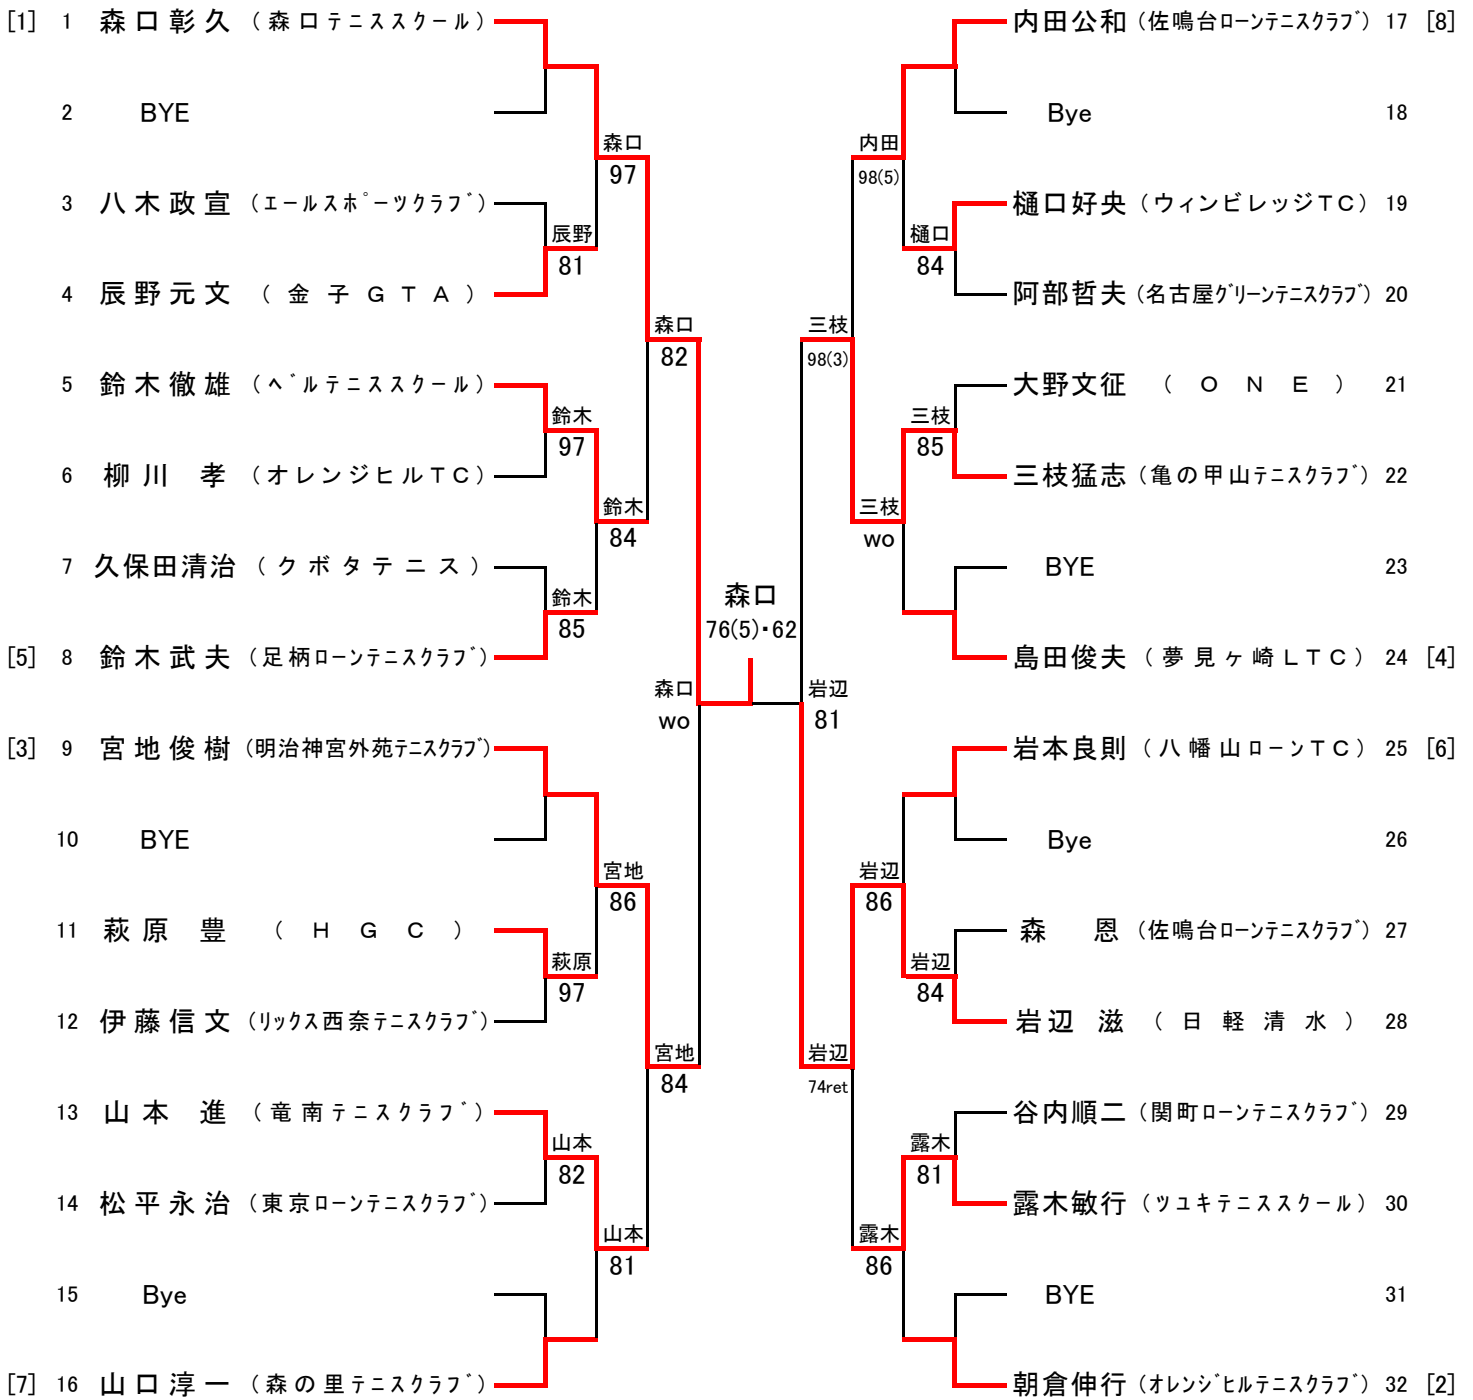 [1] 1 森口彰久 (森口テニススクール)
2 BYE
森口
97
3 八木政宣 (エールスポーツクラブ)
辰野
81
4 辰野元文 (金子GTA)
森口
82
5 鈴木徹雄 (ベルテニススクール)
鈴木
97
6 柳川 孝 (オレンジヒルTC)
鈴木
84
7 久保田清治 (クボタテニス)
鈴木
85
[5] 8 鈴木武夫 (足柄ローンテニスクラブ)
森口
wo
[3] 9 宮地俊樹 (明治神宮外苑テニスクラブ)
10 BYE
宮地
86
11 萩原 豊 (HGC)
萩原
97
12 伊藤信文 (リックス西奈テニスクラブ)
宮地
84
13 山本 進 (竜南テニスクラブ)
山本
82
14 松平永治 (東京ローンテニスクラブ)
山本
81
15 Bye
[7] 16 山口淳一 (森の里テニスクラブ)
森口
76(5)・62
内田公和 (佐鳴台ローンテニスクラブ) 17 [8]
Bye 18
内田
98(5)
樋口好央 (ウィンビレッジTC) 19
樋口
84
阿部哲夫 (名古屋グリーンテニスクラブ) 20
三枝
98(3)
大野文征 (ONE) 21
三枝
85
三枝猛志 (亀の甲山テニスクラブ) 22
三枝
wo
BYE 23
島田俊夫 (夢見ヶ崎LTC) 24 [4]
岩辺
81
岩本良則 (八幡山ローンTC) 25 [6]
Bye 26
岩辺
86
森 恩 (佐鳴台ローンテニスクラブ) 27
岩辺
84
岩辺 滋 (日軽清水) 28
岩辺
74ret
谷内順二 (関町ローンテニスクラブ) 29
露木
81
露木敏行 (ツユキテニススクール) 30
露木
86
BYE 31
朝倉伸行 (オレンジヒルテニスクラブ) 32 [2]